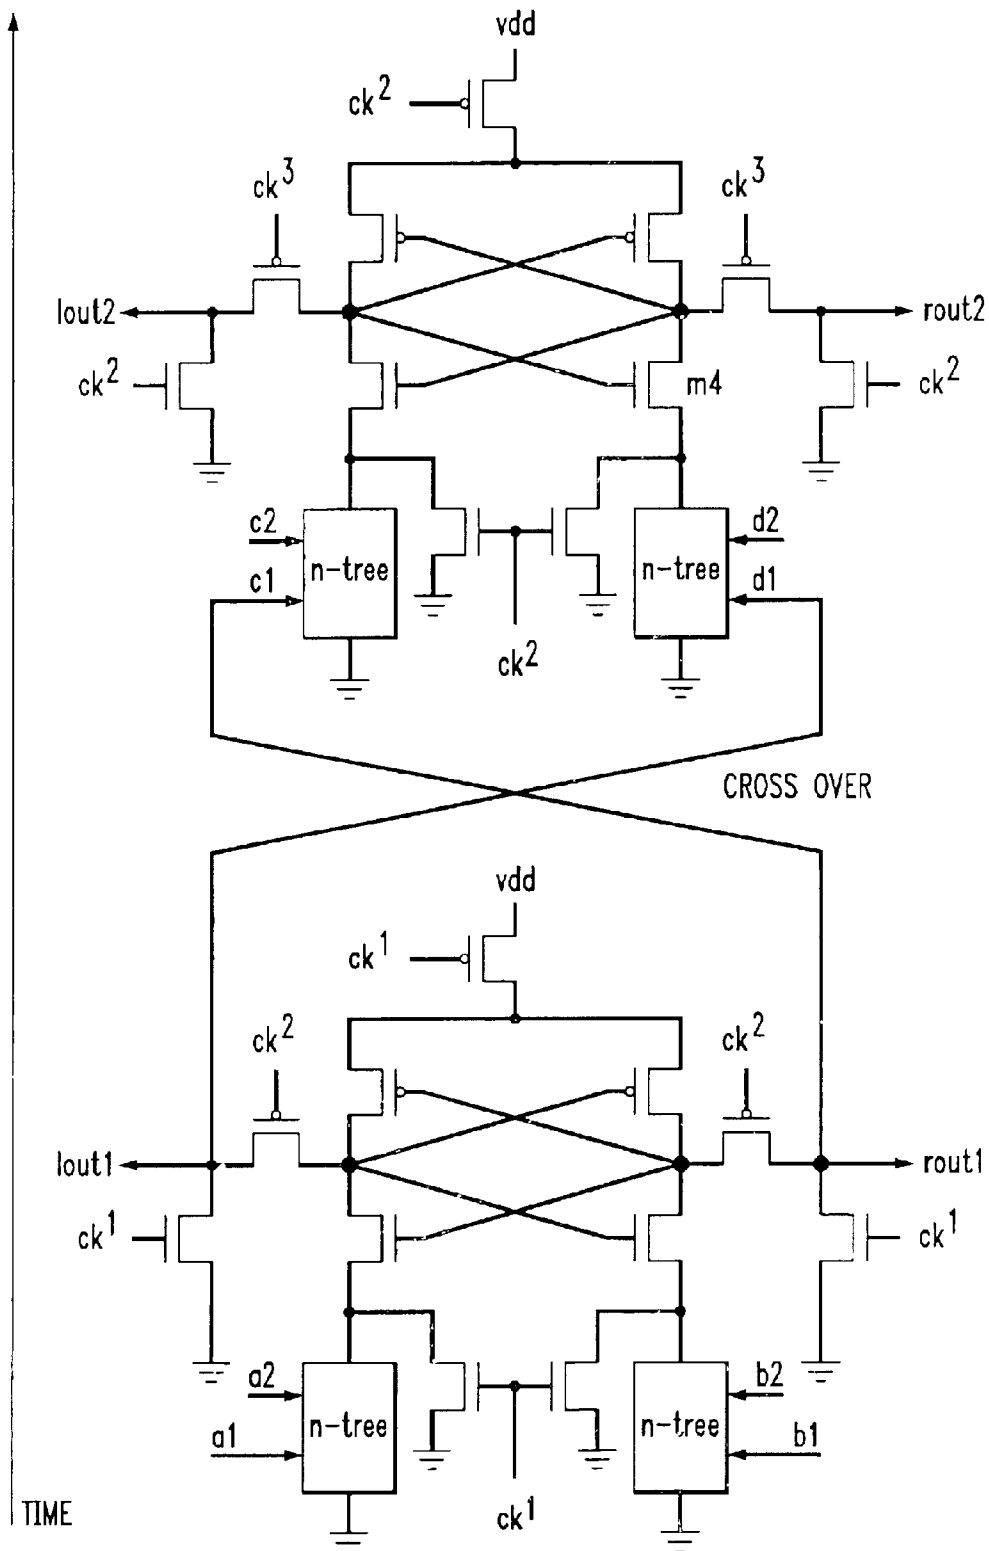 vdd
ck²
ck³ ck³
lout2 rout2
ck² m4 ck²
c2 d2
n-tree n-tree
c1 d1
ck²
CROSS OVER
vdd
ck¹
ck² ck²
lout1 rout1
ck¹ ck¹
a2 b2
n-tree n-tree
a1 b1
ck¹
TIME